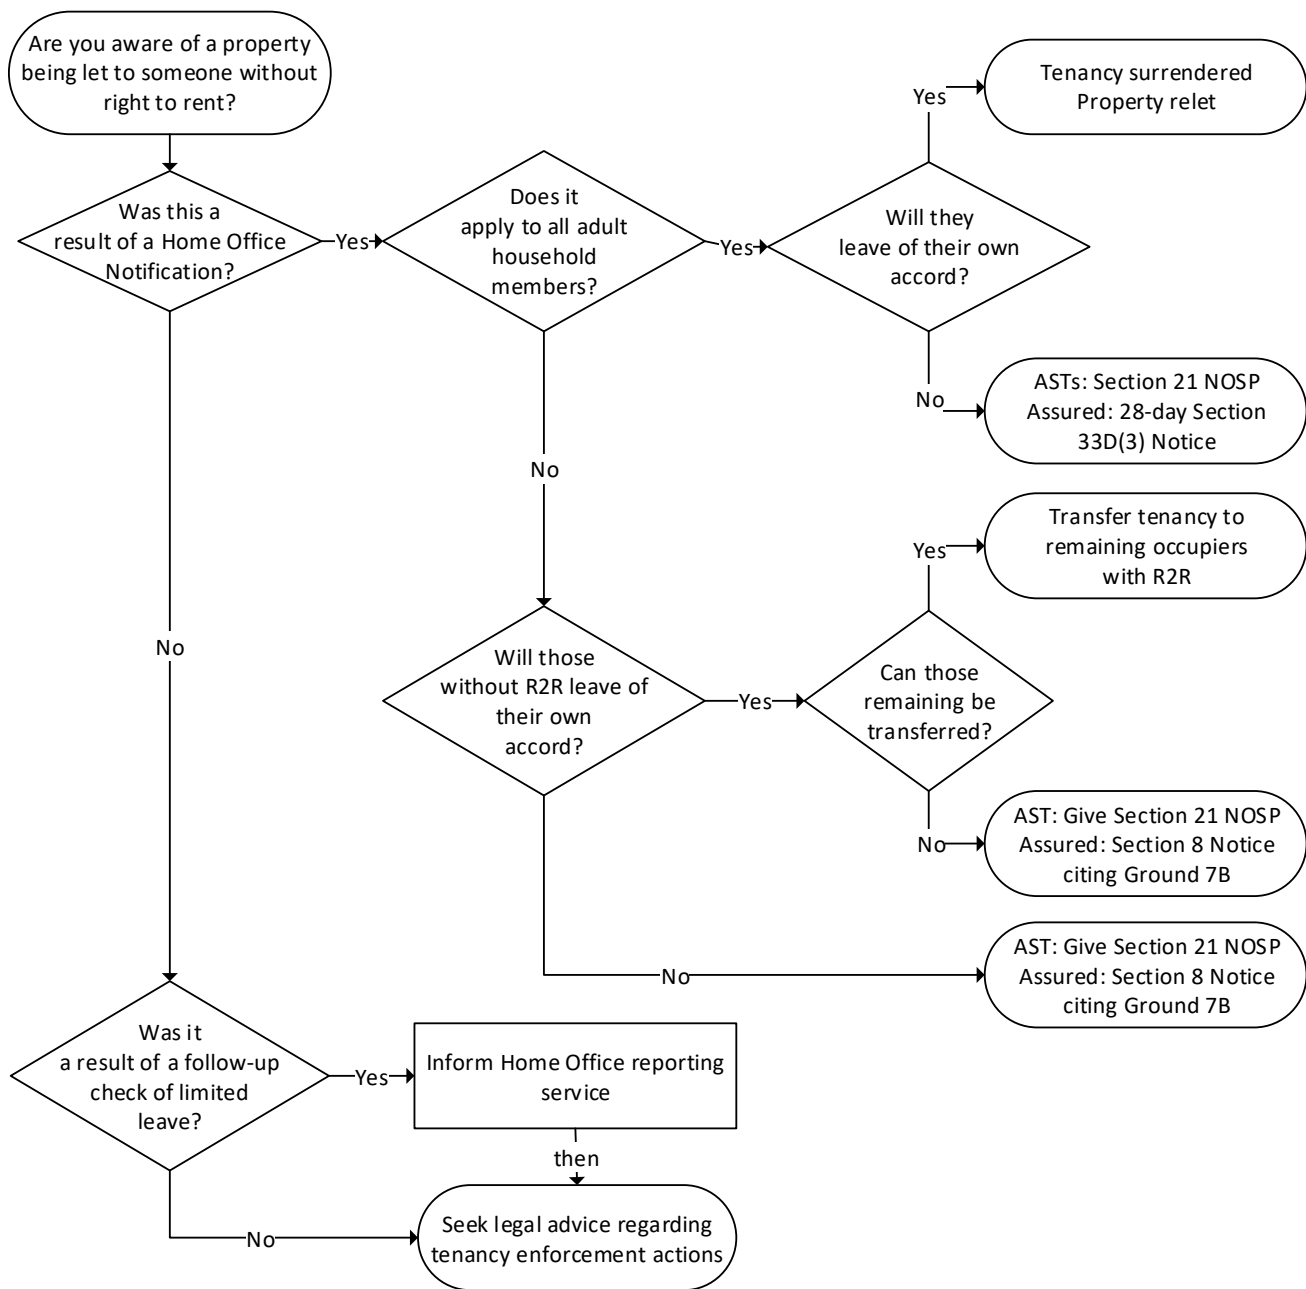 Are you aware of a property
being let to someone without
right to rent?
Was this a
result of a Home Office
Notification?
Yes
Does it
apply to all adult
household
members?
Yes
Will they
leave of their own
accord?
Yes
Tenancy surrendered
Property relet
No
ASTs: Section 21 NOSP
Assured: 28-day Section
33D(3) Notice
No
Will those
without R2R leave of
their own
accord?
Yes
Can those
remaining be
transferred?
Yes
Transfer tenancy to
remaining occupiers
with R2R
No
AST: Give Section 21 NOSP
Assured: Section 8 Notice
citing Ground 7B
No
AST: Give Section 21 NOSP
Assured: Section 8 Notice
citing Ground 7B
No
Was it
a result of a follow-up
check of limited
leave?
Yes
Inform Home Office reporting
service
then
No
Seek legal advice regarding
tenancy enforcement actions